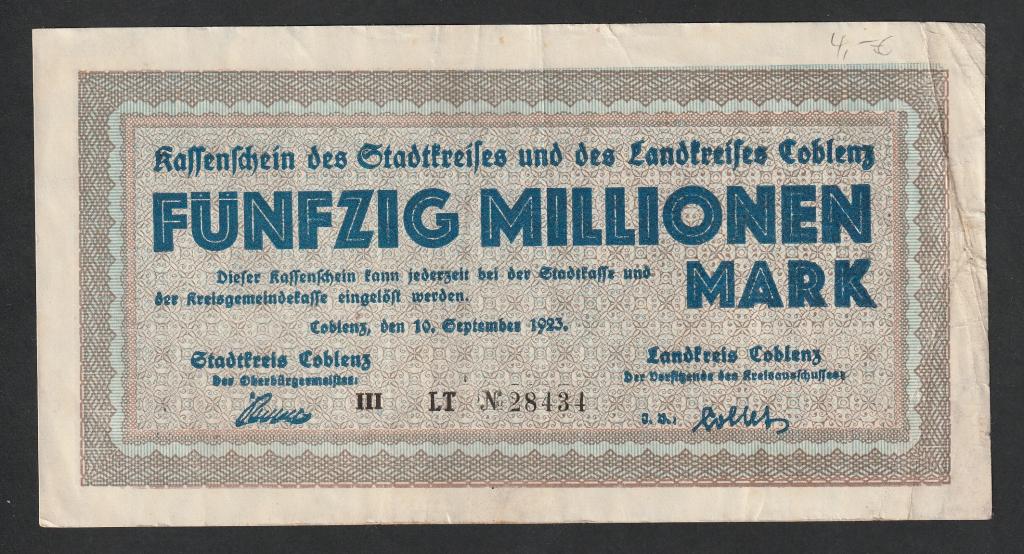 4,-€
Kassenschein des Stadtkreises und des Landkreises Coblenz
FÜNFZIG MILLIONEN
MARK
Dieser Kassenschein kann jederzeit bei der Stadtkasse und
der Kreisgemeindekasse eingelöst werden.
Coblenz, den 10. September 1923.
Stadtkreis Coblenz
Der Oberbürgermeister:
Landkreis Coblenz
Der Vorsitzende des Kreisausschusses:
III LT № 28434
J. V.: